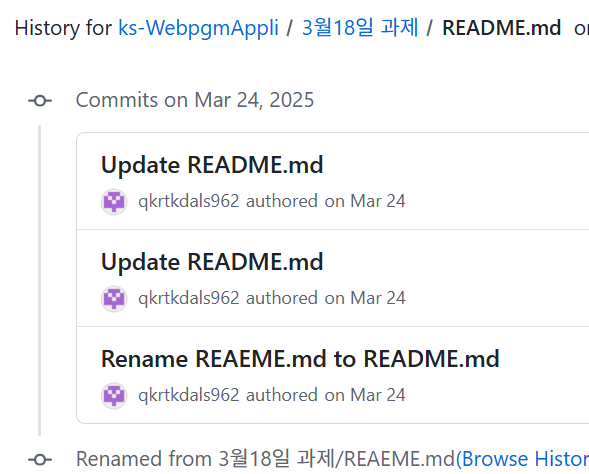 History for ks-WebpgmAppli / 3월18일 과제 / README.md
Commits on Mar 24, 2025
Update README.md
qkrtkdals962 authored on Mar 24
Update README.md
qkrtkdals962 authored on Mar 24
Rename REAEME.md to README.md
qkrtkdals962 authored on Mar 24
Renamed from 3월18일 과제/REAEME.md(Browse Histor